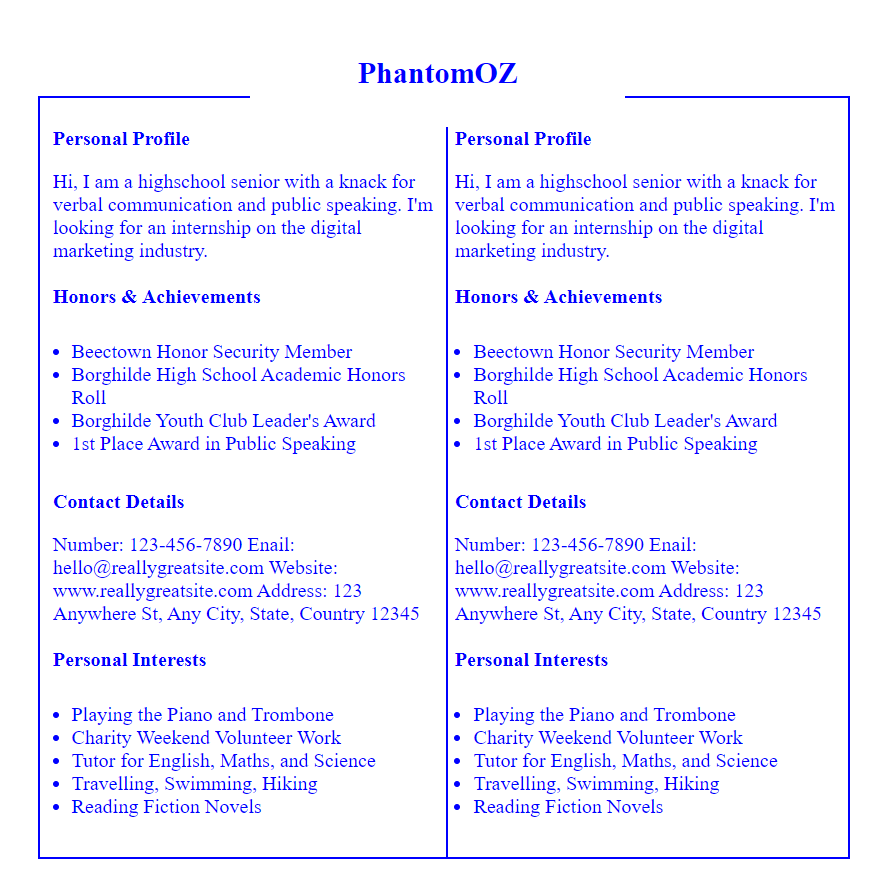 PhantomOZ
Personal Profile
Hi, I am a highschool senior with a knack for
verbal communication and public speaking. I'm
looking for an internship on the digital
marketing industry.
Honors & Achievements
• Beectown Honor Security Member
• Borghilde High School Academic Honors
Roll
• Borghilde Youth Club Leader's Award
• 1st Place Award in Public Speaking
Contact Details
Number: 123-456-7890 Enail:
hello@reallygreatsite.com Website:
www.reallygreatsite.com Address: 123
Anywhere St, Any City, State, Country 12345
Personal Interests
• Playing the Piano and Trombone
• Charity Weekend Volunteer Work
• Tutor for English, Maths, and Science
• Travelling, Swimming, Hiking
• Reading Fiction Novels
Personal Profile
Hi, I am a highschool senior with a knack for
verbal communication and public speaking. I'm
looking for an internship on the digital
marketing industry.
Honors & Achievements
• Beectown Honor Security Member
• Borghilde High School Academic Honors
Roll
• Borghilde Youth Club Leader's Award
• 1st Place Award in Public Speaking
Contact Details
Number: 123-456-7890 Enail:
hello@reallygreatsite.com Website:
www.reallygreatsite.com Address: 123
Anywhere St, Any City, State, Country 12345
Personal Interests
• Playing the Piano and Trombone
• Charity Weekend Volunteer Work
• Tutor for English, Maths, and Science
• Travelling, Swimming, Hiking
• Reading Fiction Novels